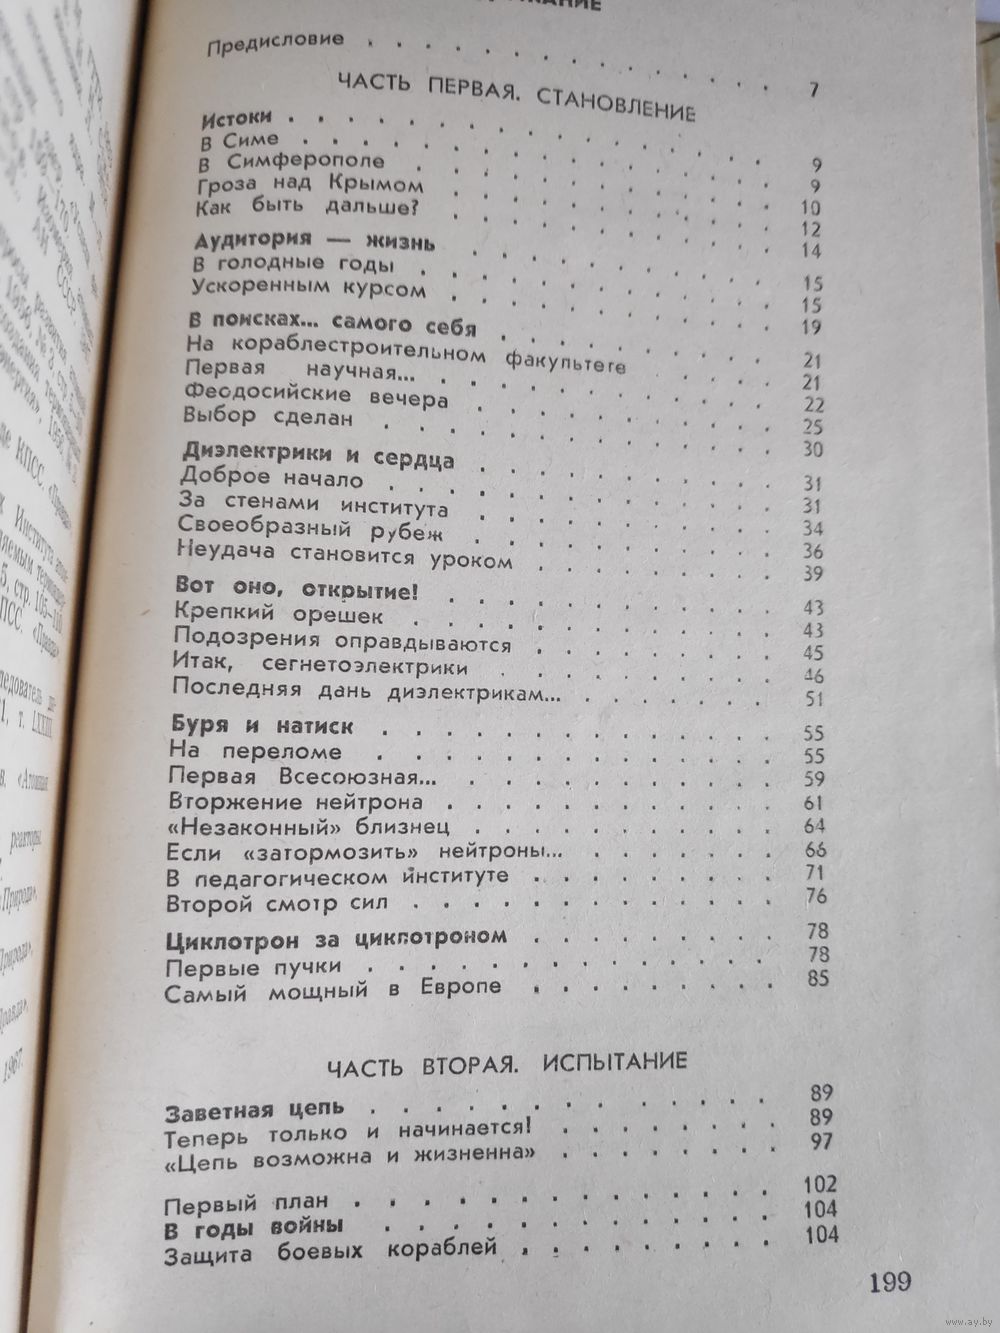 Предисловие . . . . . . . . . . . . . 7
ЧАСТЬ ПЕРВАЯ. СТАНОВЛЕНИЕ
Истоки . . . . . . . . . . . . . 9
В Симе . . . . . . . . . . . . . 9
В Симферополе . . . . . . . . . . 10
Гроза над Крымом . . . . . . . . . 12
Как быть дальше? . . . . . . . . . 14
Аудитория — жизнь . . . . . . . . . 15
В голодные годы . . . . . . . . . . 15
Ускоренным курсом . . . . . . . . . 19
В поисках... самого себя . . . . . . . 21
На кораблестроительном факультете . . . . 21
Первая научная... . . . . . . . . . . 22
Феодосийские вечера . . . . . . . . . 25
Выбор сделан . . . . . . . . . . . 30
Диэлектрики и сердца . . . . . . . . 31
Доброе начало . . . . . . . . . . . 31
За стенами института . . . . . . . . 34
Своеобразный рубеж . . . . . . . . . 36
Неудача становится уроком . . . . . . . 39
Вот оно, открытие! . . . . . . . . . 43
Крепкий орешек . . . . . . . . . . 43
Подозрения оправдываются . . . . . . . 45
Итак, сегнетоэлектрики . . . . . . . . 46
Последняя дань диэлектрикам... . . . . . . 51
Буря и натиск . . . . . . . . . . . 55
На переломе . . . . . . . . . . . 55
Первая Всесоюзная... . . . . . . . . . 59
Вторжение нейтрона . . . . . . . . . 61
«Незаконный» близнец . . . . . . . . 64
Если «затормозить» нейтроны... . . . . . . 66
В педагогическом институте . . . . . . . 71
Второй смотр сил . . . . . . . . . . 76
Циклотрон за циклотроном . . . . . . . 78
Первые пучки . . . . . . . . . . . 78
Самый мощный в Европе . . . . . . . . 85
ЧАСТЬ ВТОРАЯ. ИСПЫТАНИЕ
Заветная цепь . . . . . . . . . . . 89
Теперь только и начинается! . . . . . . . 89
«Цепь возможна и жизненна» . . . . . . . 97
Первый план . . . . . . . . . . . 102
В годы войны . . . . . . . . . . . 104
Защита боевых кораблей . . . . . . . . 104
199
www.ay.by